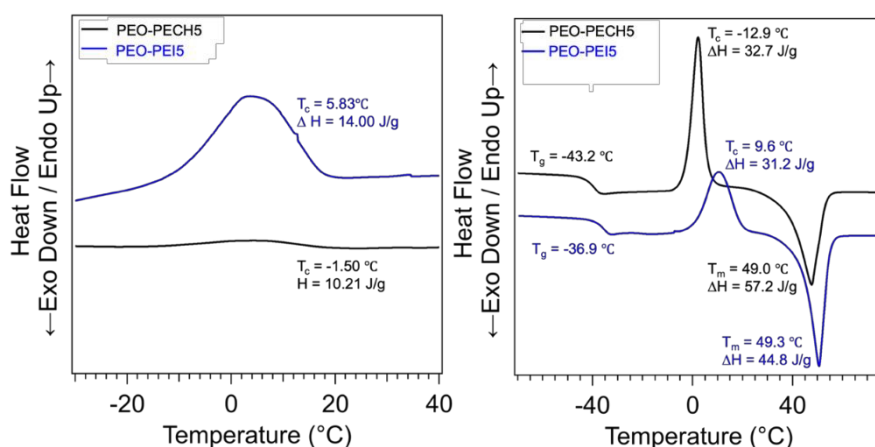 PEO-PECH5
PEO-PEI5
T_c = 5.83℃
Δ H = 14.00 J/g
T_c = -1.50 ℃
H = 10.21 J/g
Heat Flow
←Exo Down / Endo Up→
-20
0
20
40
Temperature (°C)
PEO-PECH5
PEO-PEI5
T_c = -12.9 ℃
ΔH = 32.7 J/g
T_c = 9.6 ℃
ΔH = 31.2 J/g
T_g = -43.2 ℃
T_g = -36.9 ℃
T_m = 49.0 ℃
ΔH = 57.2 J/g
T_m = 49.3 ℃
ΔH = 44.8 J/g
Heat Flow
←Exo Down / Endo Up→
-40
0
40
Temperature (°C)